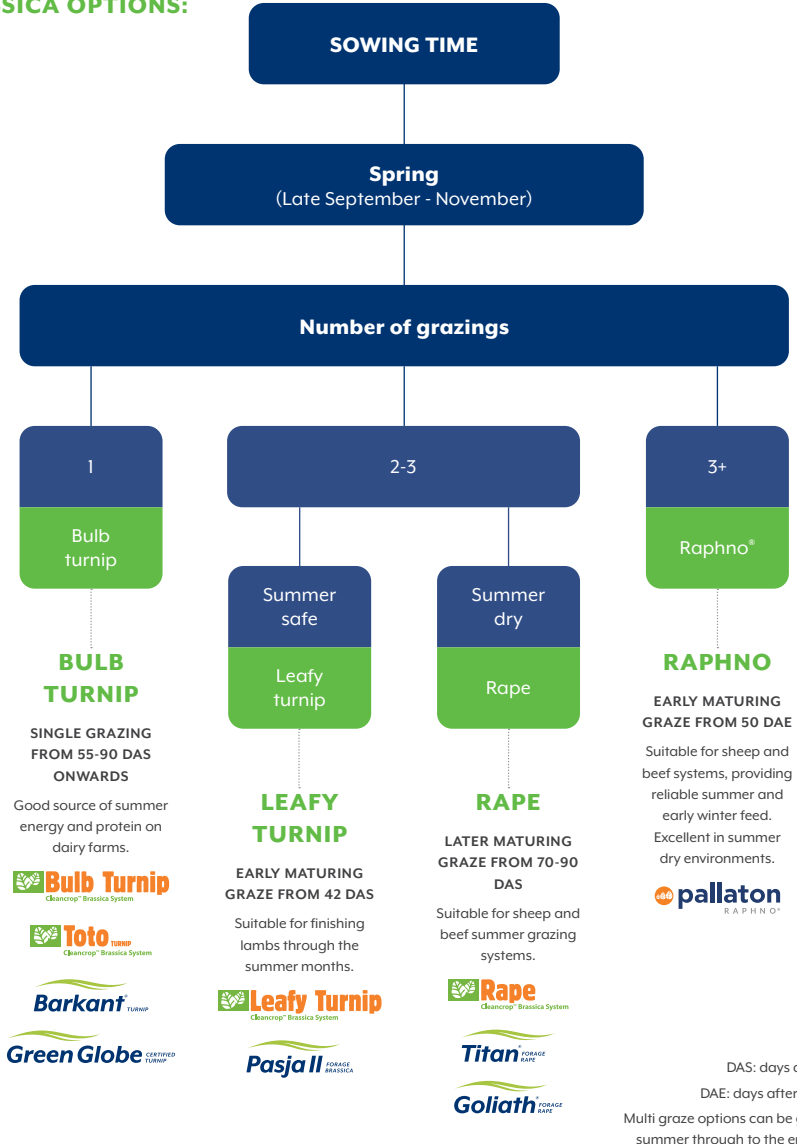 SSICA OPTIONS:
SOWING TIME
Spring
(Late September - November)
Number of grazings
1
Bulb
turnip
2-3
Summer
safe
Leafy
turnip
Summer
dry
Rape
3+
Raphno®
BULB
TURNIP
SINGLE GRAZING
FROM 55-90 DAS
ONWARDS
Good source of summer
energy and protein on
dairy farms.
Bulb Turnip
Cleancrop™ Brassica System
Toto TURNIP
Cleancrop™ Brassica System
Barkant® TURNIP
Green Globe CERTIFIED
TURNIP
LEAFY
TURNIP
EARLY MATURING
GRAZE FROM 42 DAS
Suitable for finishing
lambs through the
summer months.
Leafy Turnip
Cleancrop™ Brassica System
Pasja II FORAGE
BRASSICA
RAPE
LATER MATURING
GRAZE FROM 70-90
DAS
Suitable for sheep and
beef summer grazing
systems.
Rape
Cleancrop™ Brassica System
Titan® FORAGE
RAPE
Goliath® FORAGE
RAPE
RAPHNO
EARLY MATURING
GRAZE FROM 50 DAE
Suitable for sheep and
beef systems, providing
reliable summer and
early winter feed.
Excellent in summer
dry environments.
pallaton
RAPHNO®
DAS: days
DAE: days after
Multi graze options can be
summer through to the